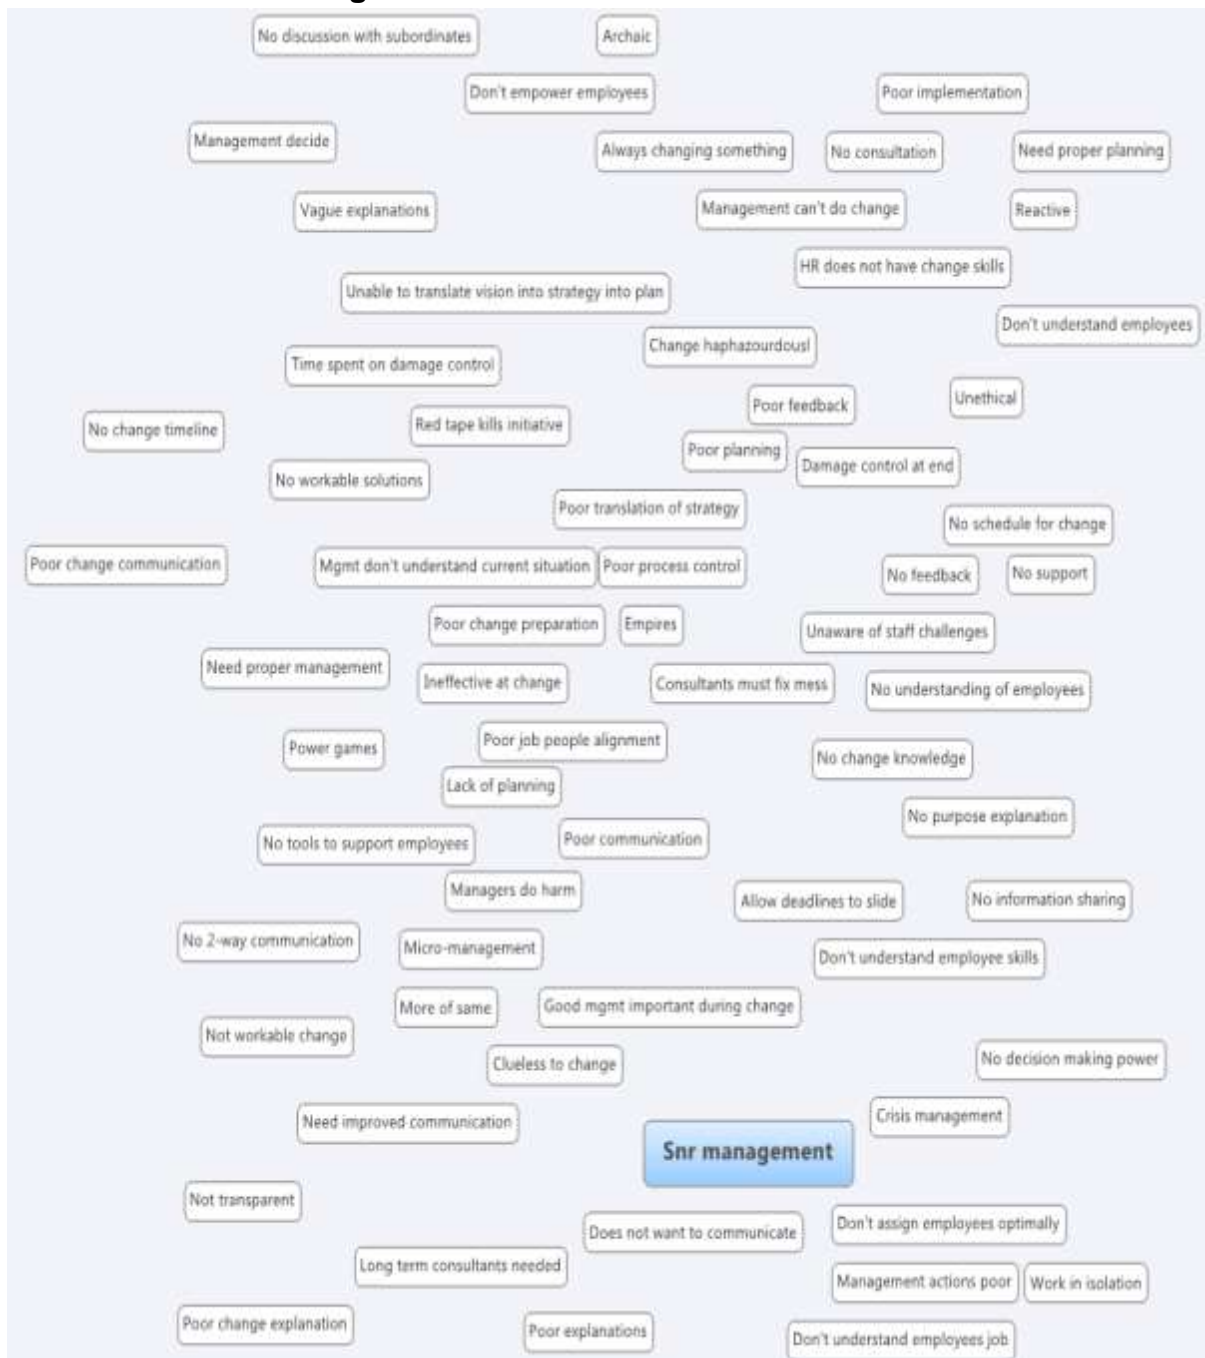 No discussion with subordinates
Archaic
Don't empower employees
Poor implementation
Management decide
Always changing something
No consultation
Need proper planning
Vague explanations
Management can't do change
Reactive
HR does not have change skills
Unable to translate vision into strategy into plan
Don't understand employees
Change haphazourdousl
Time spent on damage control
Unethical
Poor feedback
No change timeline
Red tape kills initiative
Poor planning
Damage control at end
No workable solutions
Poor translation of strategy
No schedule for change
Poor change communication
Mgmt don't understand current situation
Poor process control
No feedback
No support
Poor change preparation
Empires
Unaware of staff challenges
Need proper management
Ineffective at change
Consultants must fix mess
No understanding of employees
Power games
Poor job people alignment
No change knowledge
Lack of planning
No purpose explanation
No tools to support employees
Poor communication
Managers do harm
Allow deadlines to slide
No information sharing
No 2-way communication
Micro-management
Don't understand employee skills
More of same
Good mgmt important during change
Not workable change
Clueless to change
No decision making power
Need improved communication
Crisis management
Snr management
Not transparent
Does not want to communicate
Don't assign employees optimally
Long term consultants needed
Management actions poor
Work in isolation
Poor change explanation
Poor explanations
Don't understand employees job